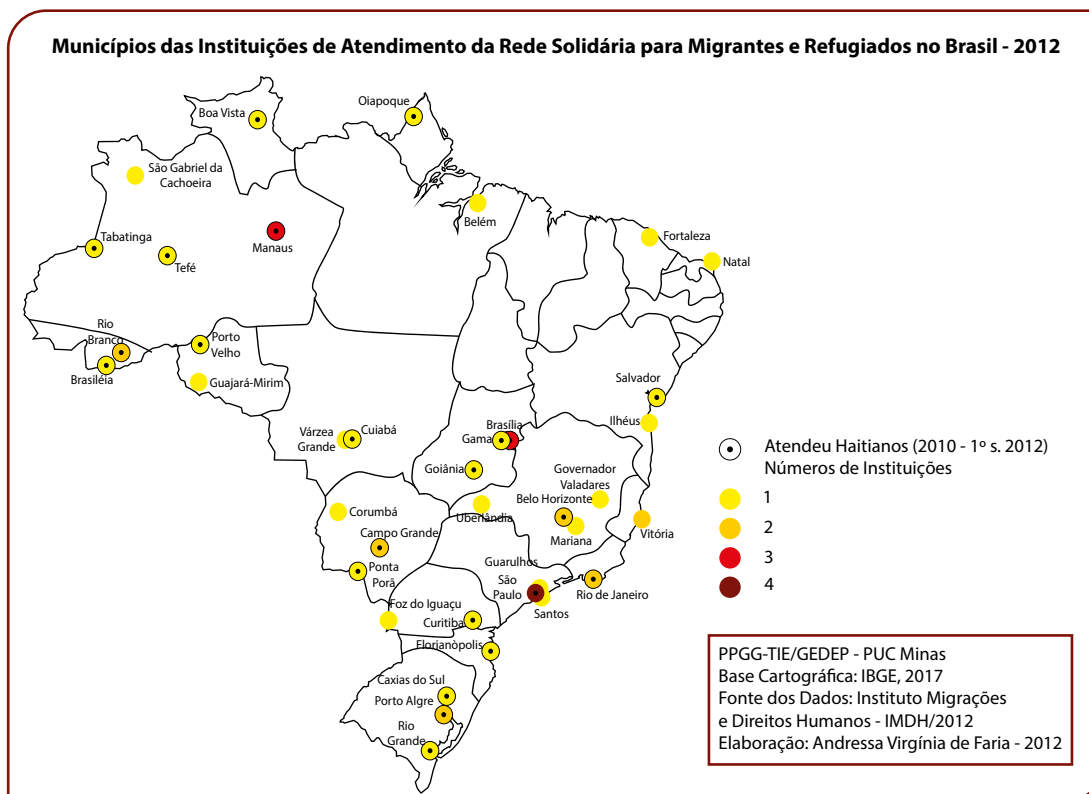 Municípios das Instituições de Atendimento da Rede Solidária para Migrantes e Refugiados no Brasil - 2012
Boa Vista
Oiapoque
São Gabriel da
Cachoeira
Belém
Fortaleza
Natal
Tabatinga
Tefé
Manaus
Rio
Branco
Porto
Velho
Brasiléia
Guajará-Mirim
Salvador
Ilhéus
Várzea
Grande
Cuiabá
Brasília
Gama
Goiânia
Governador
Valadares
Belo Horizonte
Uberlândia
Mariana
Vitória
Corumbá
Campo Grande
Ponta
Porã
Guarulhos
São
Paulo
Santos
Rio de Janeiro
Foz do Iguaçu
Curitiba
Florianòpolis
Caxias do Sul
Porto Algre
Rio
Grande
Atendeu Haitianos (2010 - 1º s. 2012)
Números de Instituições
1
2
3
4
PPGG-TIE/GEDEP - PUC Minas
Base Cartográfica: IBGE, 2017
Fonte dos Dados: Instituto Migrações
e Direitos Humanos - IMDH/2012
Elaboração: Andressa Virgínia de Faria - 2012